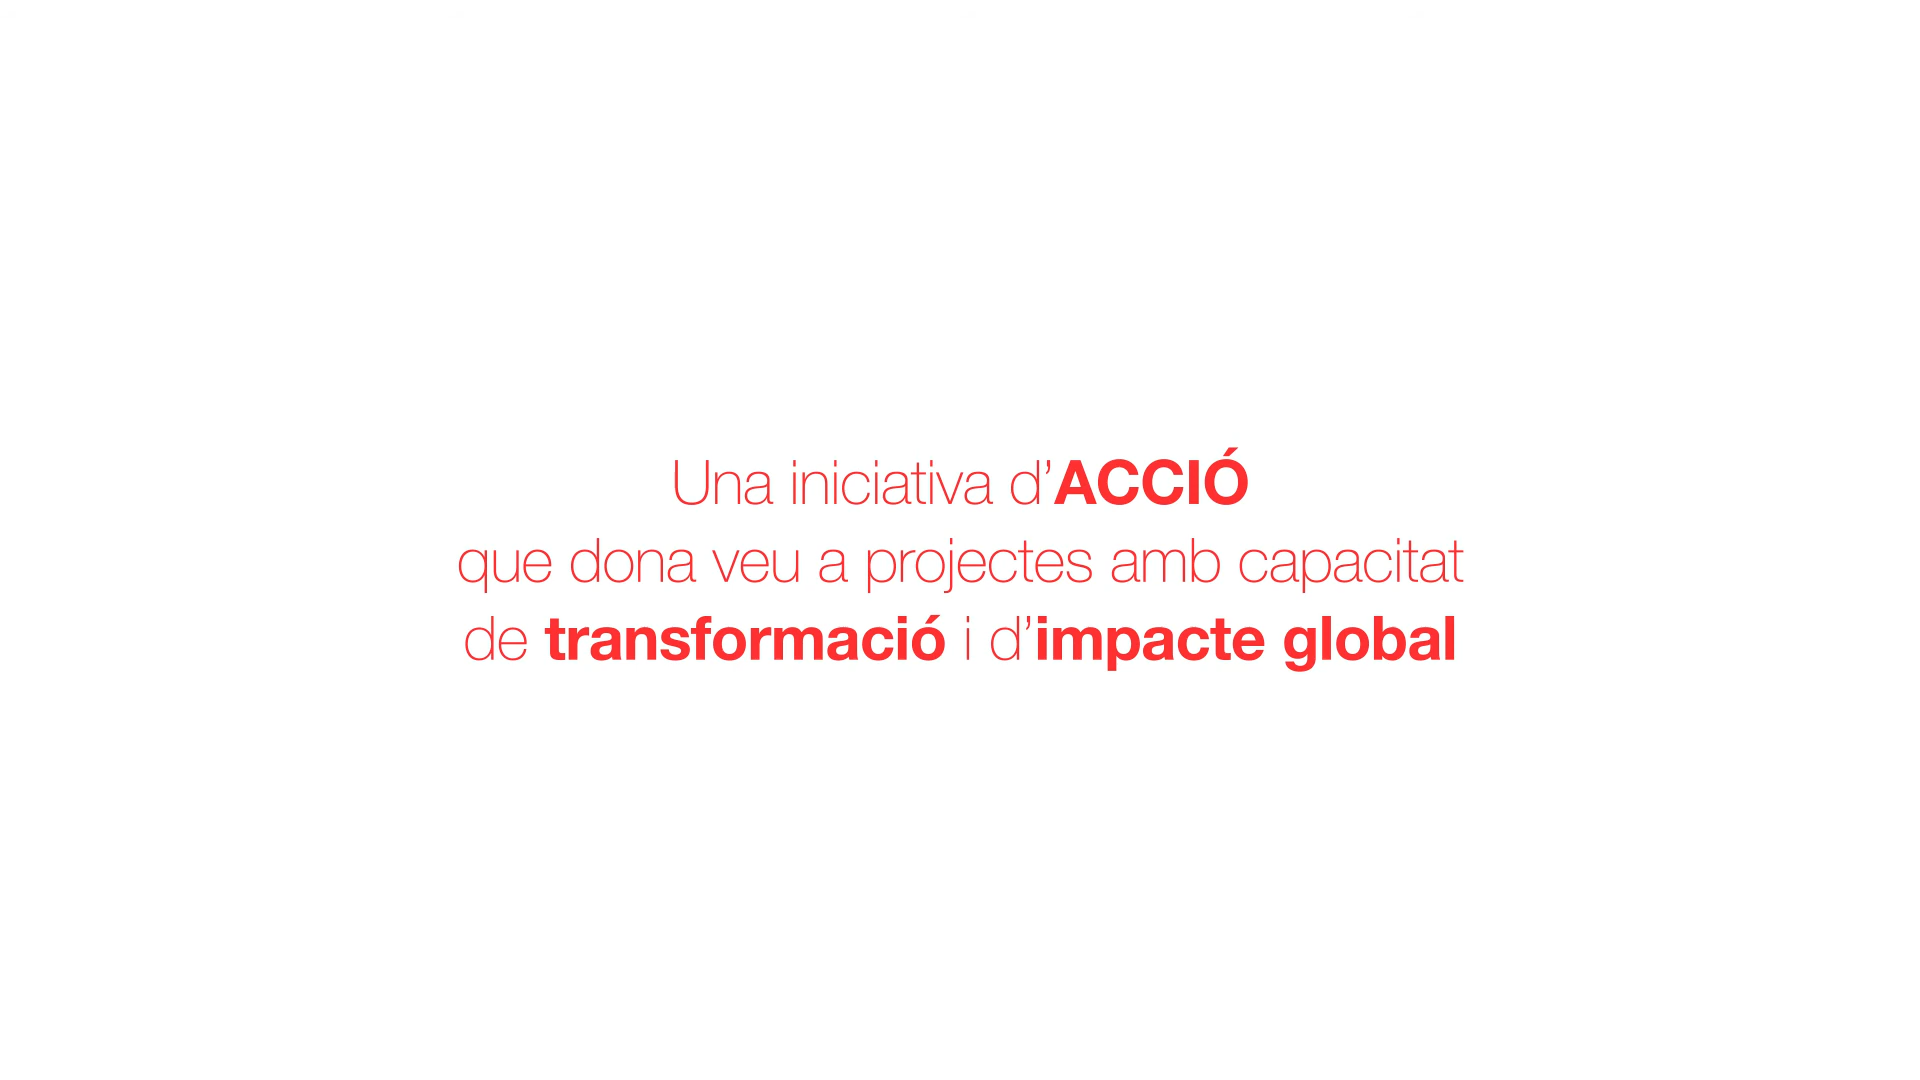 Una iniciativa d’ACCIÓ
que dona veu a projectes amb capacitat
de transformació i d’impacte global